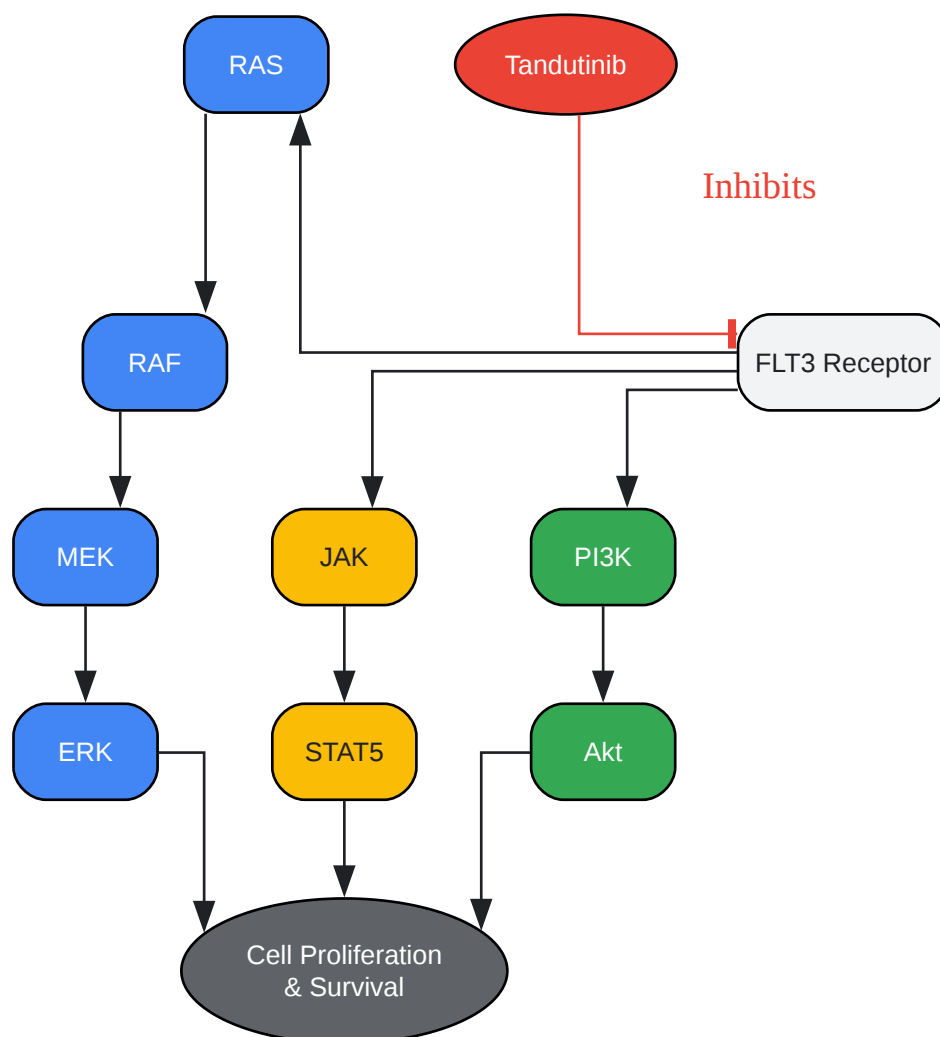 RAS
Tandutinib
Inhibits
RAF
FLT3 Receptor
MEK
JAK
PI3K
ERK
STAT5
Akt
Cell Proliferation
& Survival